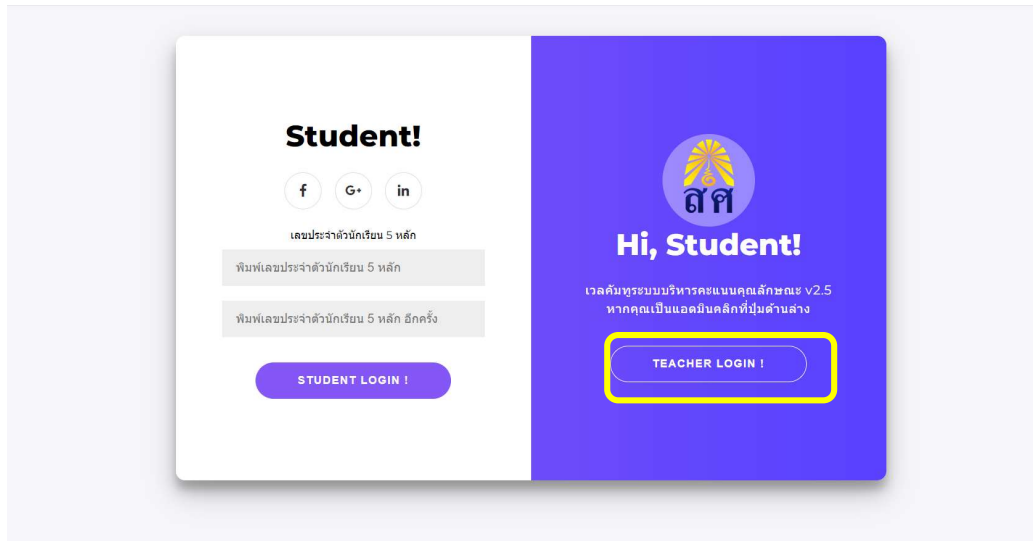 Student!
f G+ in
เลขประจำตัวนักเรียน 5 หลัก
พิมพ์เลขประจำตัวนักเรียน 5 หลัก
พิมพ์เลขประจำตัวนักเรียน 5 หลัก อีกครั้ง
STUDENT LOGIN !
สศ
Hi, Student!
เวลคัมทูระบบบริหารคะแนนคุณลักษณะ v2.5
หากคุณเป็นแอดมินคลิกที่ปุ่มด้านล่าง
TEACHER LOGIN !